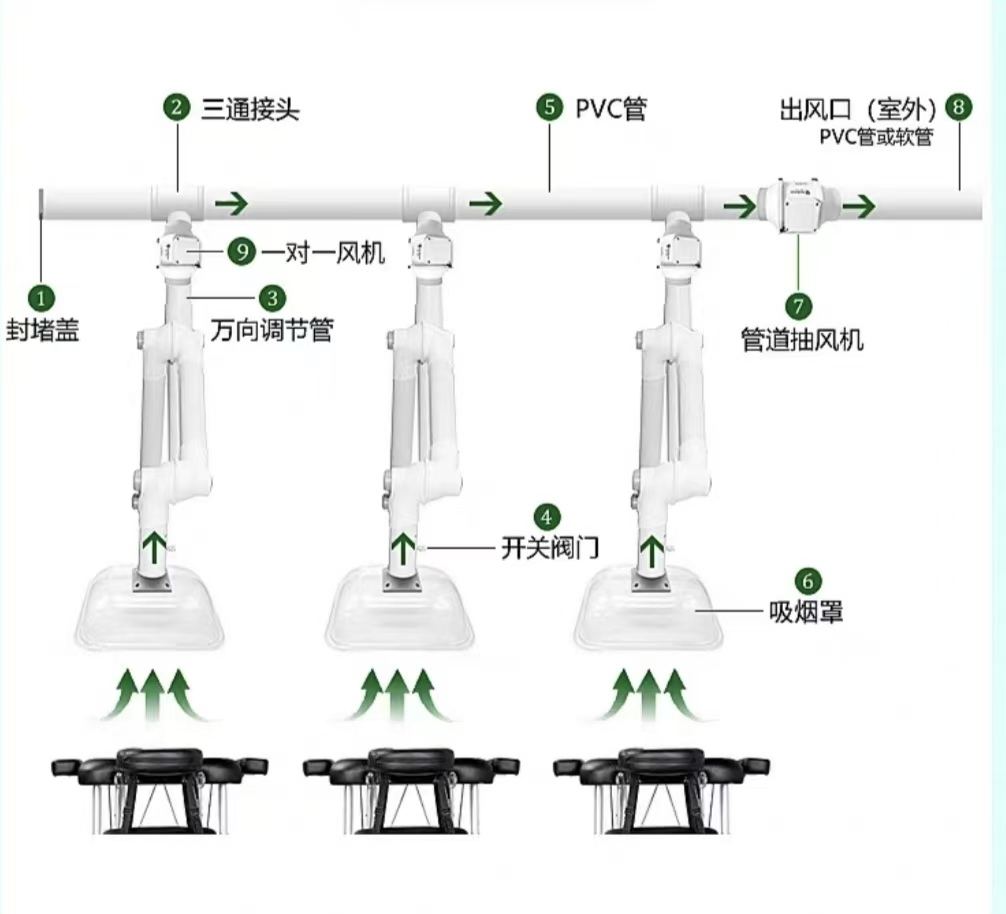 ② 三通接头
⑤ PVC管
出风口（室外） ⑧
PVC管或软管
⑨ 一对一风机
① 
封堵盖
③
万向调节管
⑦
管道抽风机
④
开关阀门
⑥
吸烟罩